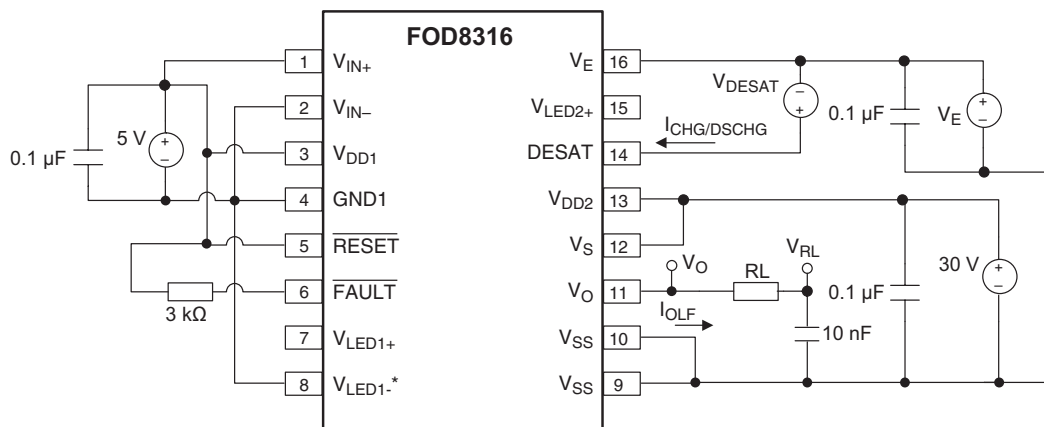 FOD8316
1 V_IN+
2 V_IN–
3 V_DD1
4 GND1
5 R̅E̅S̅E̅T̅
6 F̅A̅U̅L̅T̅
7 V_LED1+
8 V_LED1-*
V_E 16
V_LED2+ 15
DESAT 14
V_DD2 13
V_S 12
V_O 11
V_SS 10
V_SS 9
0.1 µF
5 V
+
–
3 kΩ
V_DESAT
–
+
I_CHG/DSCHG
0.1 µF
V_E
+
–
V_O
RL
V_RL
I_OLF
10 nF
0.1 µF
30 V
+
–